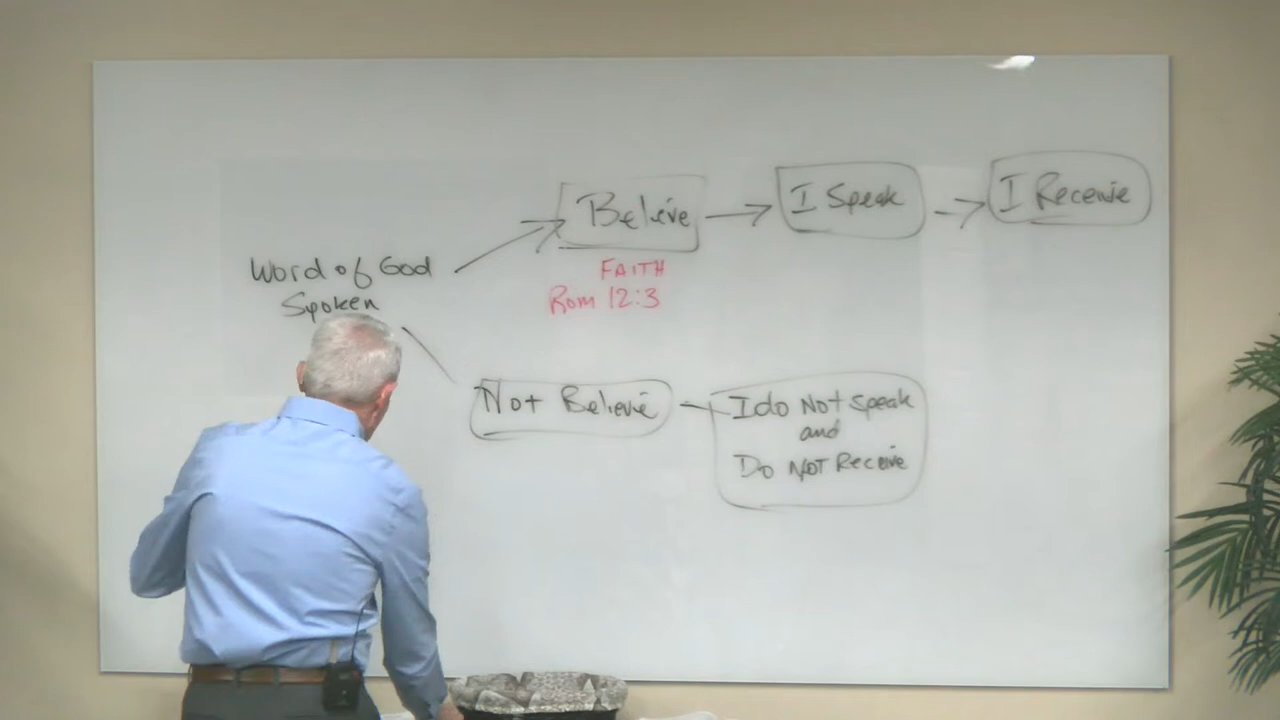 Word of God
Spoken
Believe
FAITH
Rom 12:3
I Speak
I Receive
Not Believe
I do Not Speak
and
Do NOT Receive